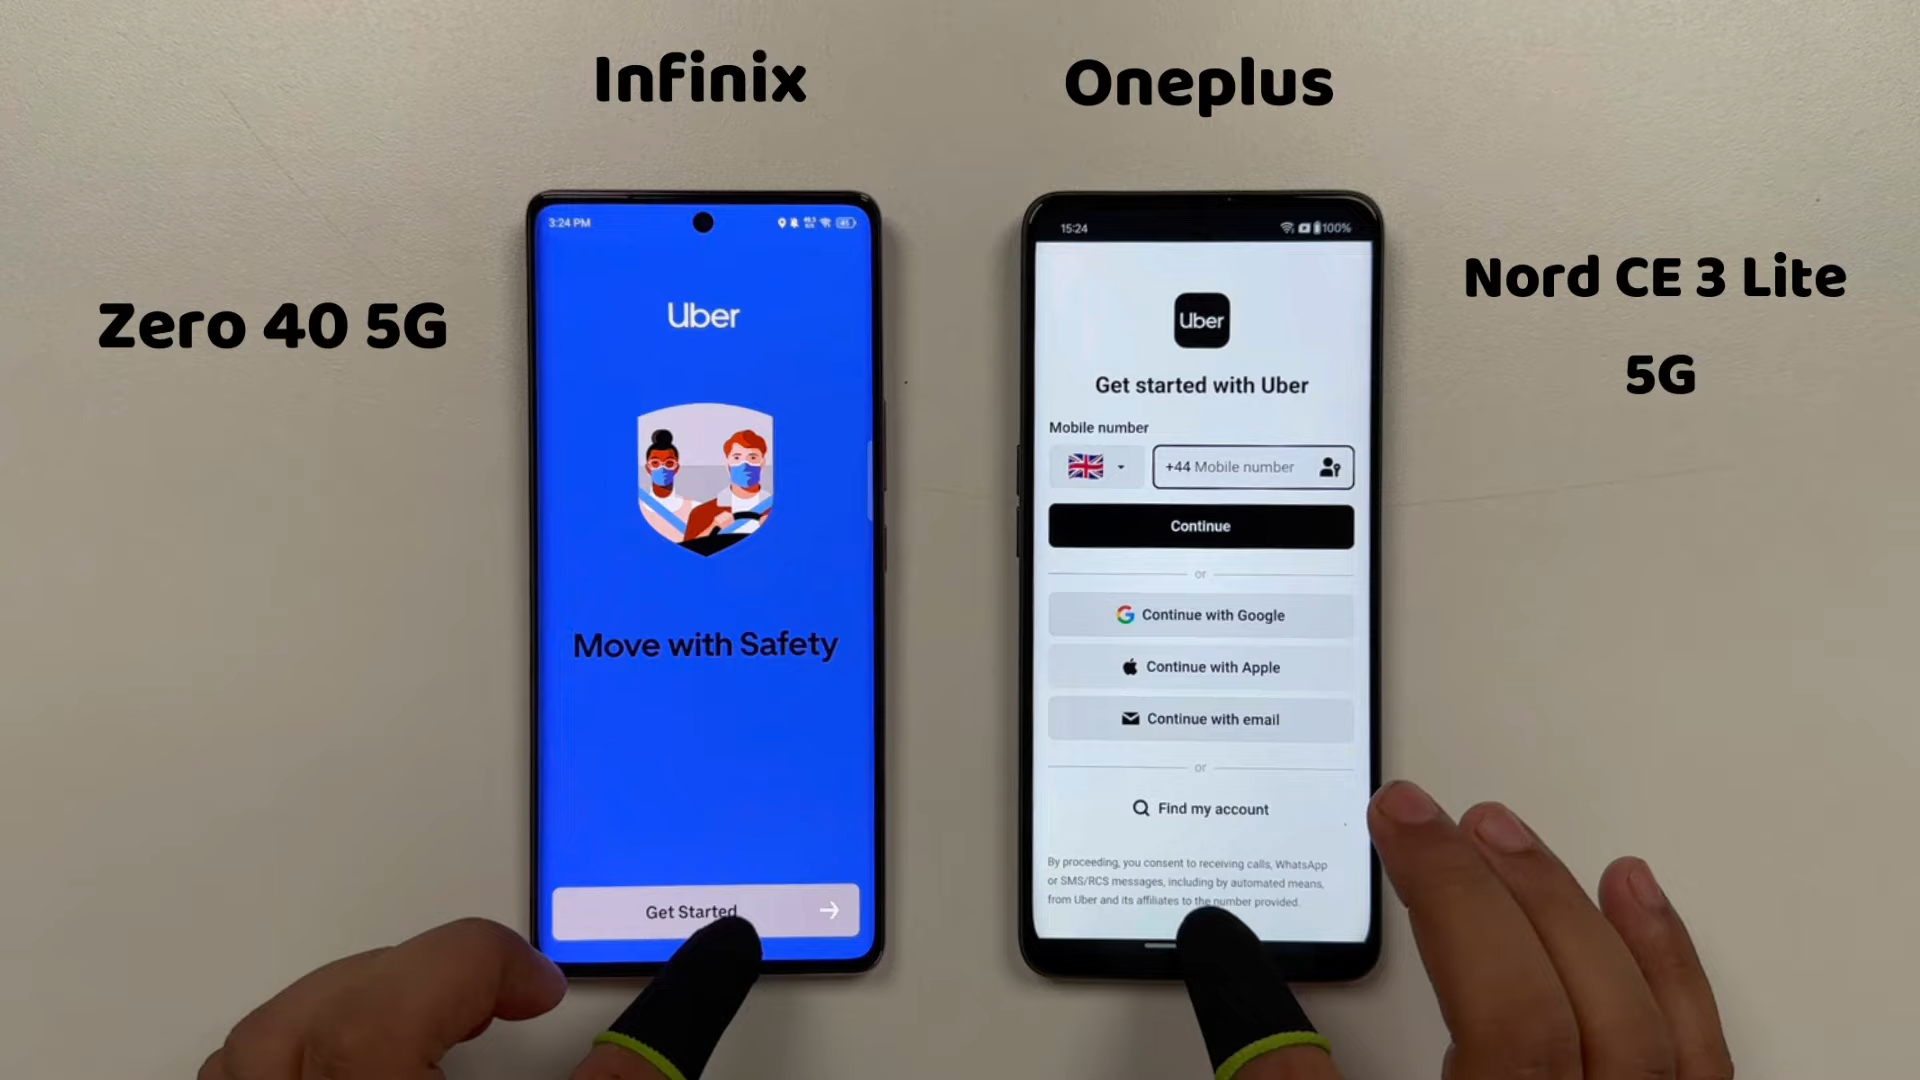 Infinix
Oneplus
Zero 40 5G
Nord CE 3 Lite
5G
3:24 PM
Uber
Move with Safety
Get Started
15:24
100%
Uber
Get started with Uber
Mobile number
+44 Mobile number
Continue
or
Continue with Google
Continue with Apple
Continue with email
or
Find my account
By proceeding, you consent to receiving calls, WhatsApp
or SMS/RCS messages, including by automated means,
from Uber and its affiliates to the number provided.